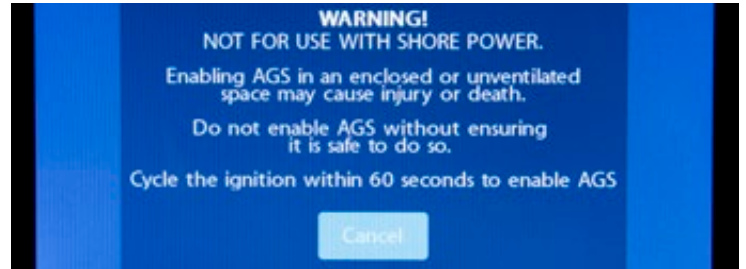 WARNING!
NOT FOR USE WITH SHORE POWER.
Enabling AGS in an enclosed or unventilated
space may cause injury or death.
Do not enable AGS without ensuring
it is safe to do so.
Cycle the ignition within 60 seconds to enable AGS
Cancel